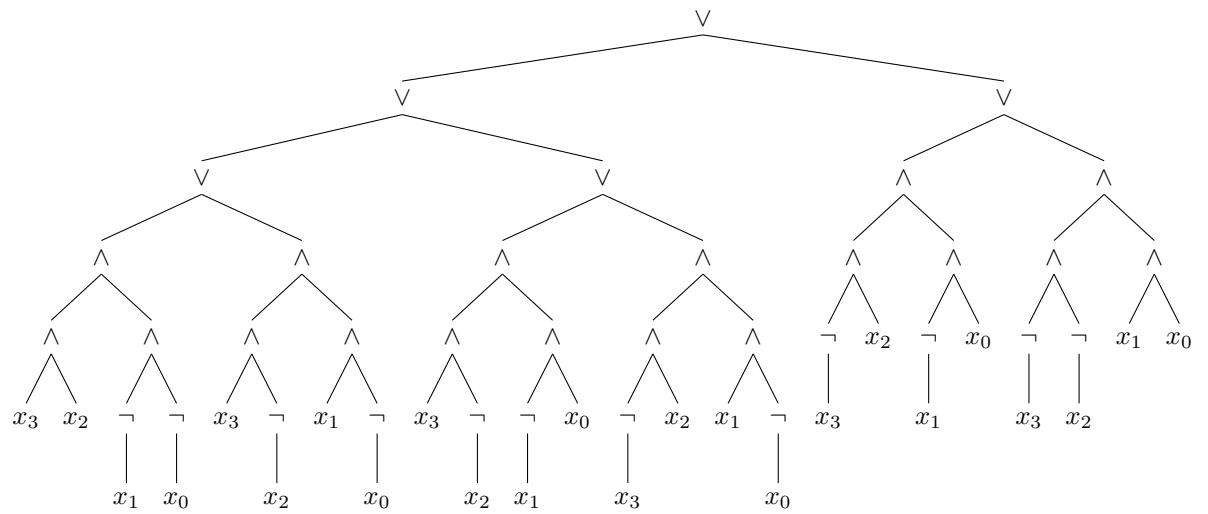 ∨
∨ ∨
∨ ∨ ∧ ∧
∧ ∧ ∧ ∧ ∧ ∧ ∧ ∧
∧ ∧ ∧ ∧ ∧ ∧ ∧ ∧ ¬ x₂ ¬ x₀ ¬ ¬ x₁ x₀
x₃ x₂ ¬ ¬ x₃ ¬ x₁ ¬ x₃ ¬ ¬ x₀ ¬ x₂ x₁ ¬ x₃ x₁ x₃ x₂
x₁ x₀ x₂ x₀ x₂ x₁ x₃ x₀